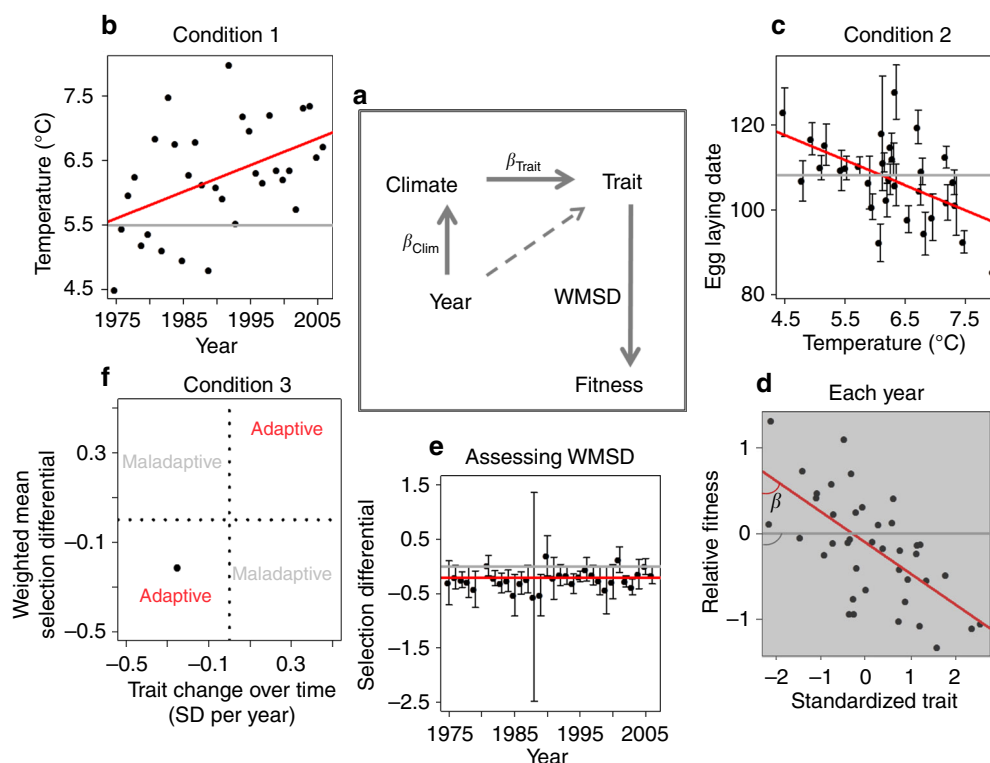 b
Condition 1
Temperature (°C)
7.5
6.5
5.5
4.5
1975
1985
1995
2005
Year
a
Climate
βTrait
Trait
βClim
Year
WMSD
Fitness
c
Condition 2
Egg laying date
120
100
80
4.5
5.5
6.5
7.5
Temperature (°C)
f
Condition 3
Weighted mean
selection differential
0.3
−0.1
−0.5
Adaptive
Maladaptive
Maladaptive
Adaptive
−0.5
−0.1
0.3
Trait change over time
(SD per year)
e
Assessing WMSD
Selection differential
1.5
0.5
−0.5
−1.5
−2.5
1975
1985
1995
2005
Year
d
Each year
Relative fitness
1
0
−1
β
−2
−1
0
1
2
Standardized trait